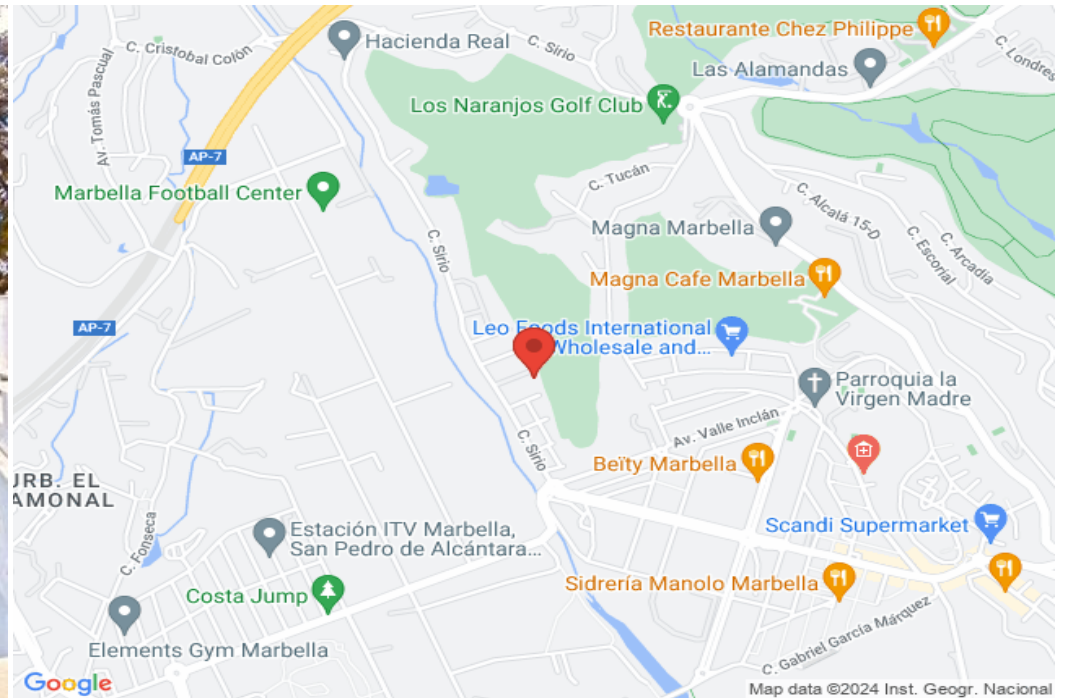 Restaurante Chez Philippe
Hacienda Real
C. Sirio
C. Londres
C. Cristobal Colón
Las Alamandas
Av. Tomás Pascual
Los Naranjos Golf Club
AP-7
C. Tucán
Marbella Football Center
C. Alcalá 15-D
Magna Marbella
C. Escorial
C. Arcadia
C. Sirio
Magna Cafe Marbella
AP-7
Leo Foods International
Wholesale and...
Parroquia la
Virgen Madre
Av. Valle Inclán
C. Sirio
Beïty Marbella
URB. EL
AMONAL
C. Fonseca
Estación ITV Marbella,
San Pedro de Alcántara...
Scandi Supermarket
Costa Jump
Sidrería Manolo Marbella
Elements Gym Marbella
C. Gabriel García Márquez
Google
Map data ©2024 Inst. Geogr. Nacional